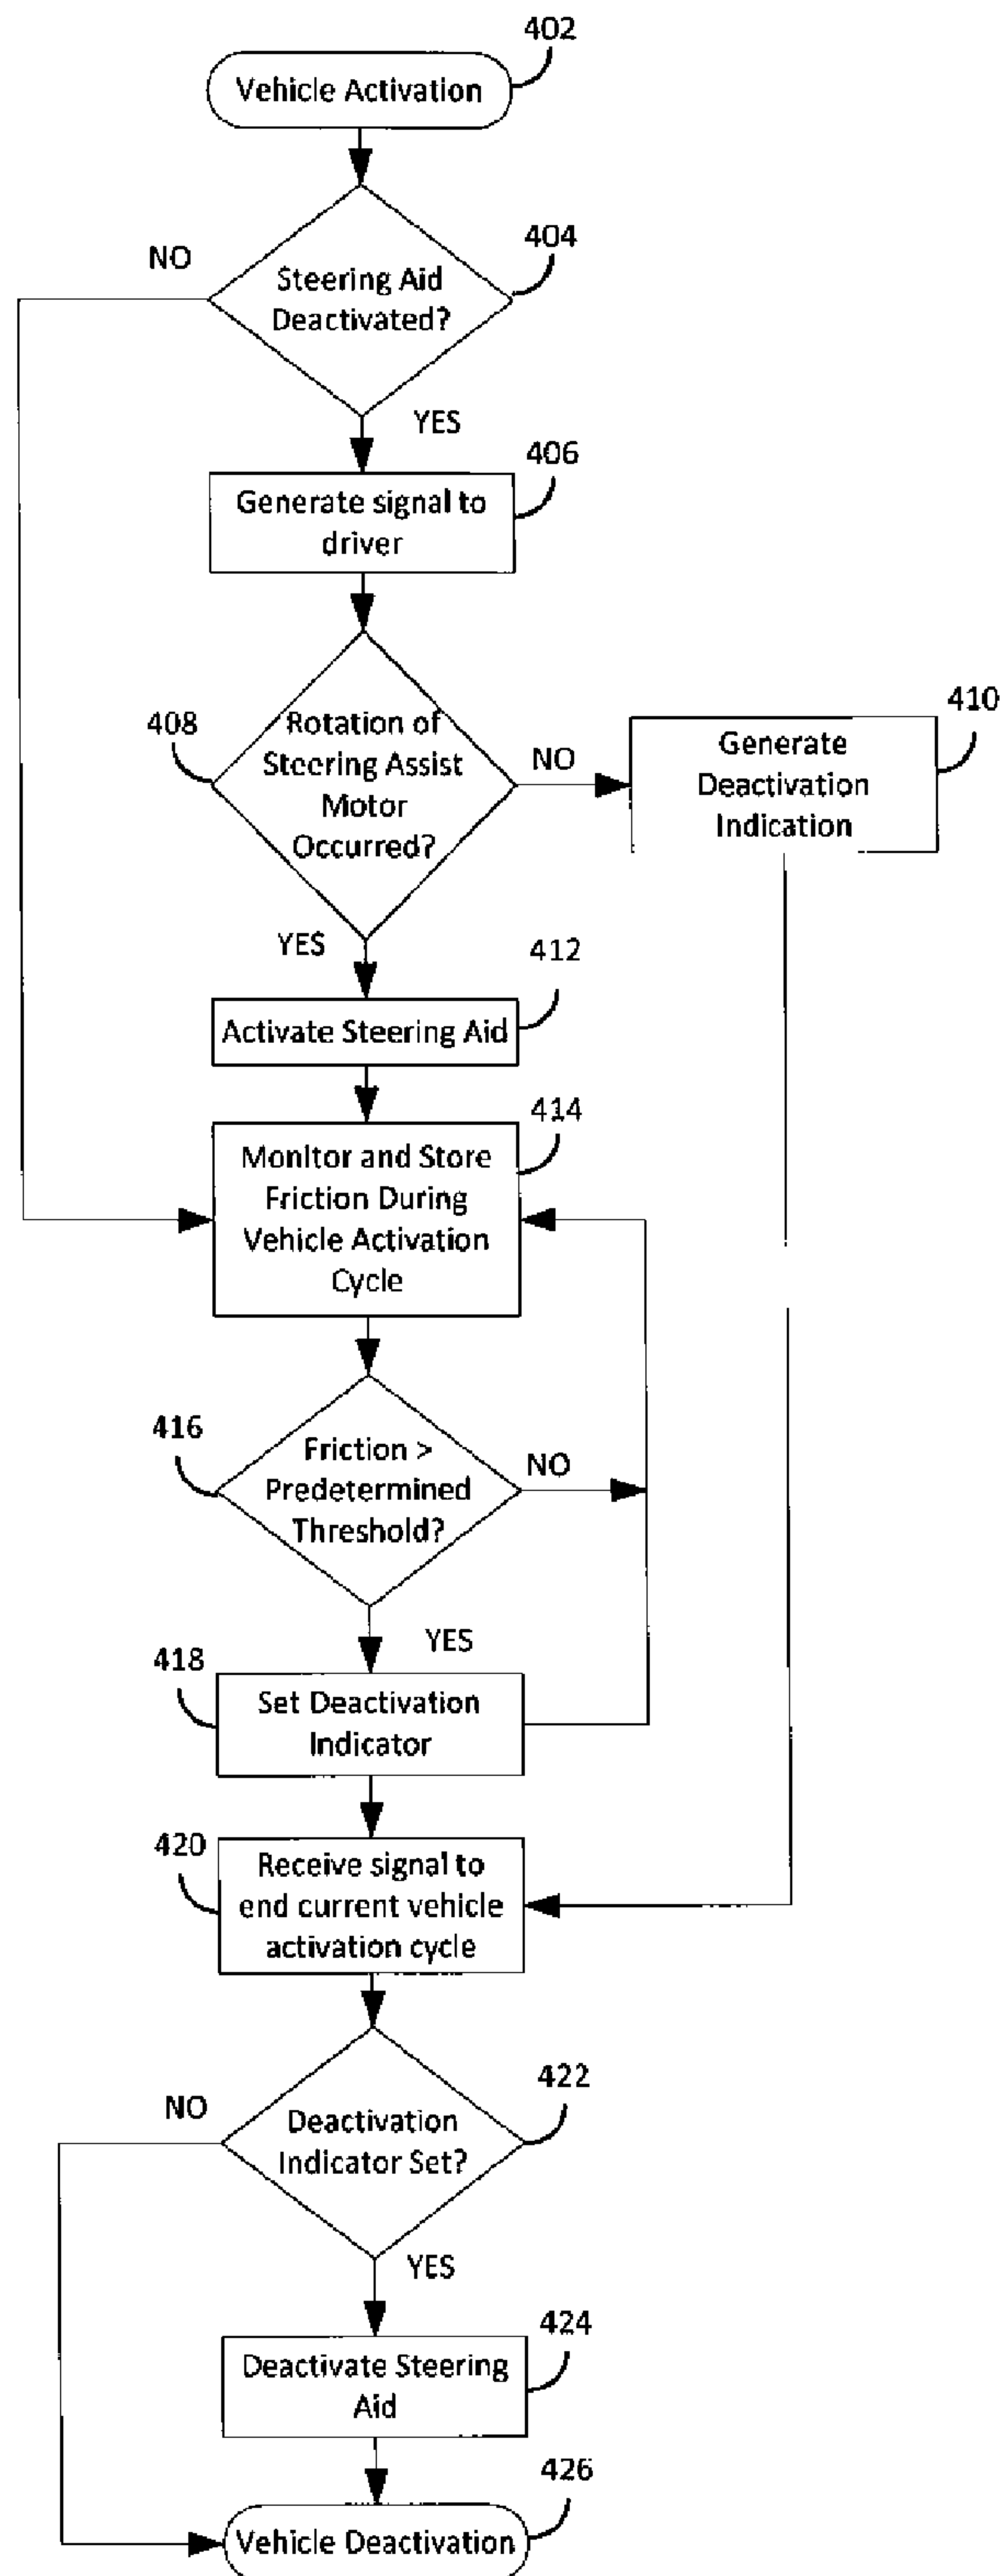 402
Vehicle Activation
404
NO
Steering Aid
Deactivated?
YES
406
Generate signal to
driver
408
Rotation of
Steering Assist
Motor
Occurred?
NO
410
Generate
Deactivation
Indication
YES
412
Activate Steering Aid
414
Monitor and Store
Friction During
Vehicle Activation
Cycle
416
Friction >
Predetermined
Threshold?
NO
YES
418
Set Deactivation
Indicator
420
Receive signal to
end current vehicle
activation cycle
422
NO
Deactivation
Indicator Set?
YES
424
Deactivate Steering
Aid
426
Vehicle Deactivation